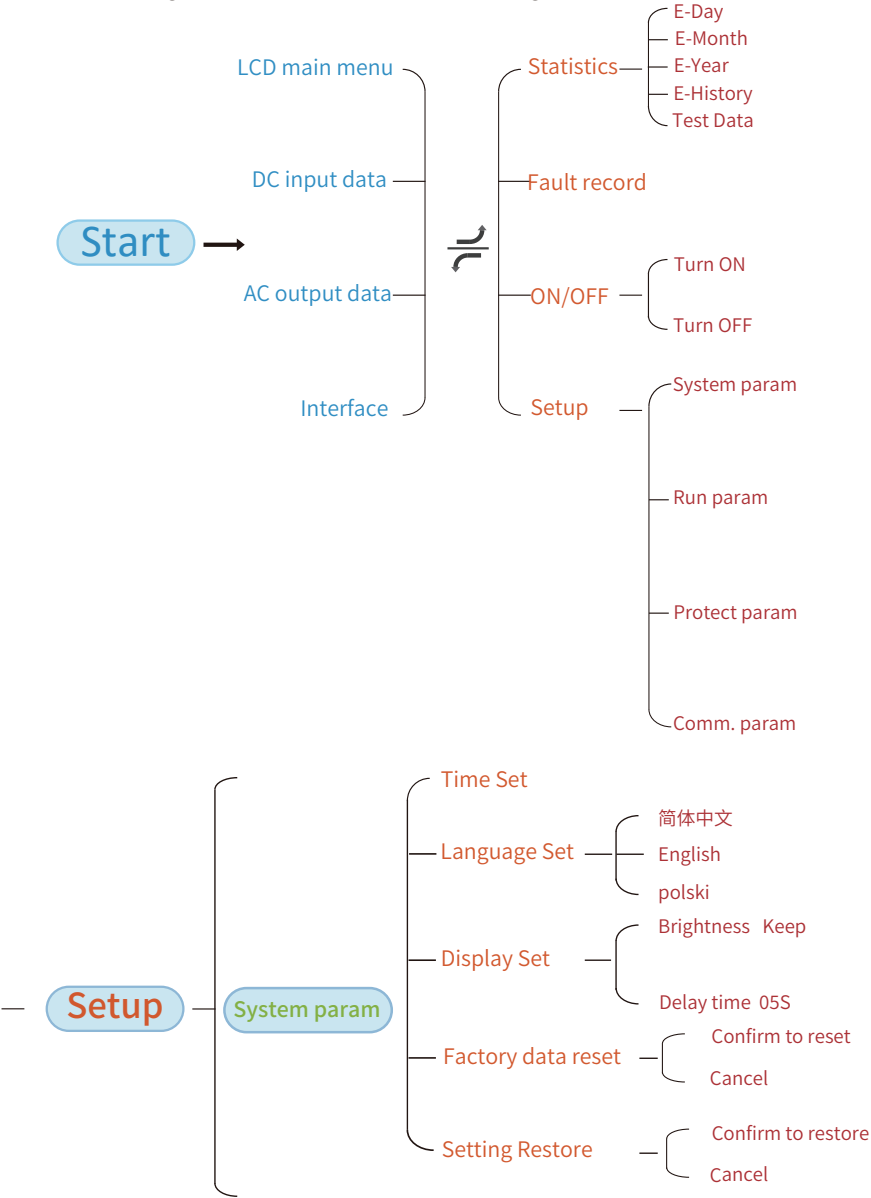 E-Day
E-Month
LCD main menu
Statistics
E-Year
E-History
Test Data
DC input data
Fault record
Start
Turn ON
AC output data
ON/OFF
Turn OFF
Interface
Setup
System param
Run param
Protect param
Comm. param
Time Set
简体中文
Language Set
English
polski
Brightness Keep
Display Set
Setup
System param
Delay time 05S
Confirm to reset
Factory data reset
Cancel
Confirm to restore
Setting Restore
Cancel